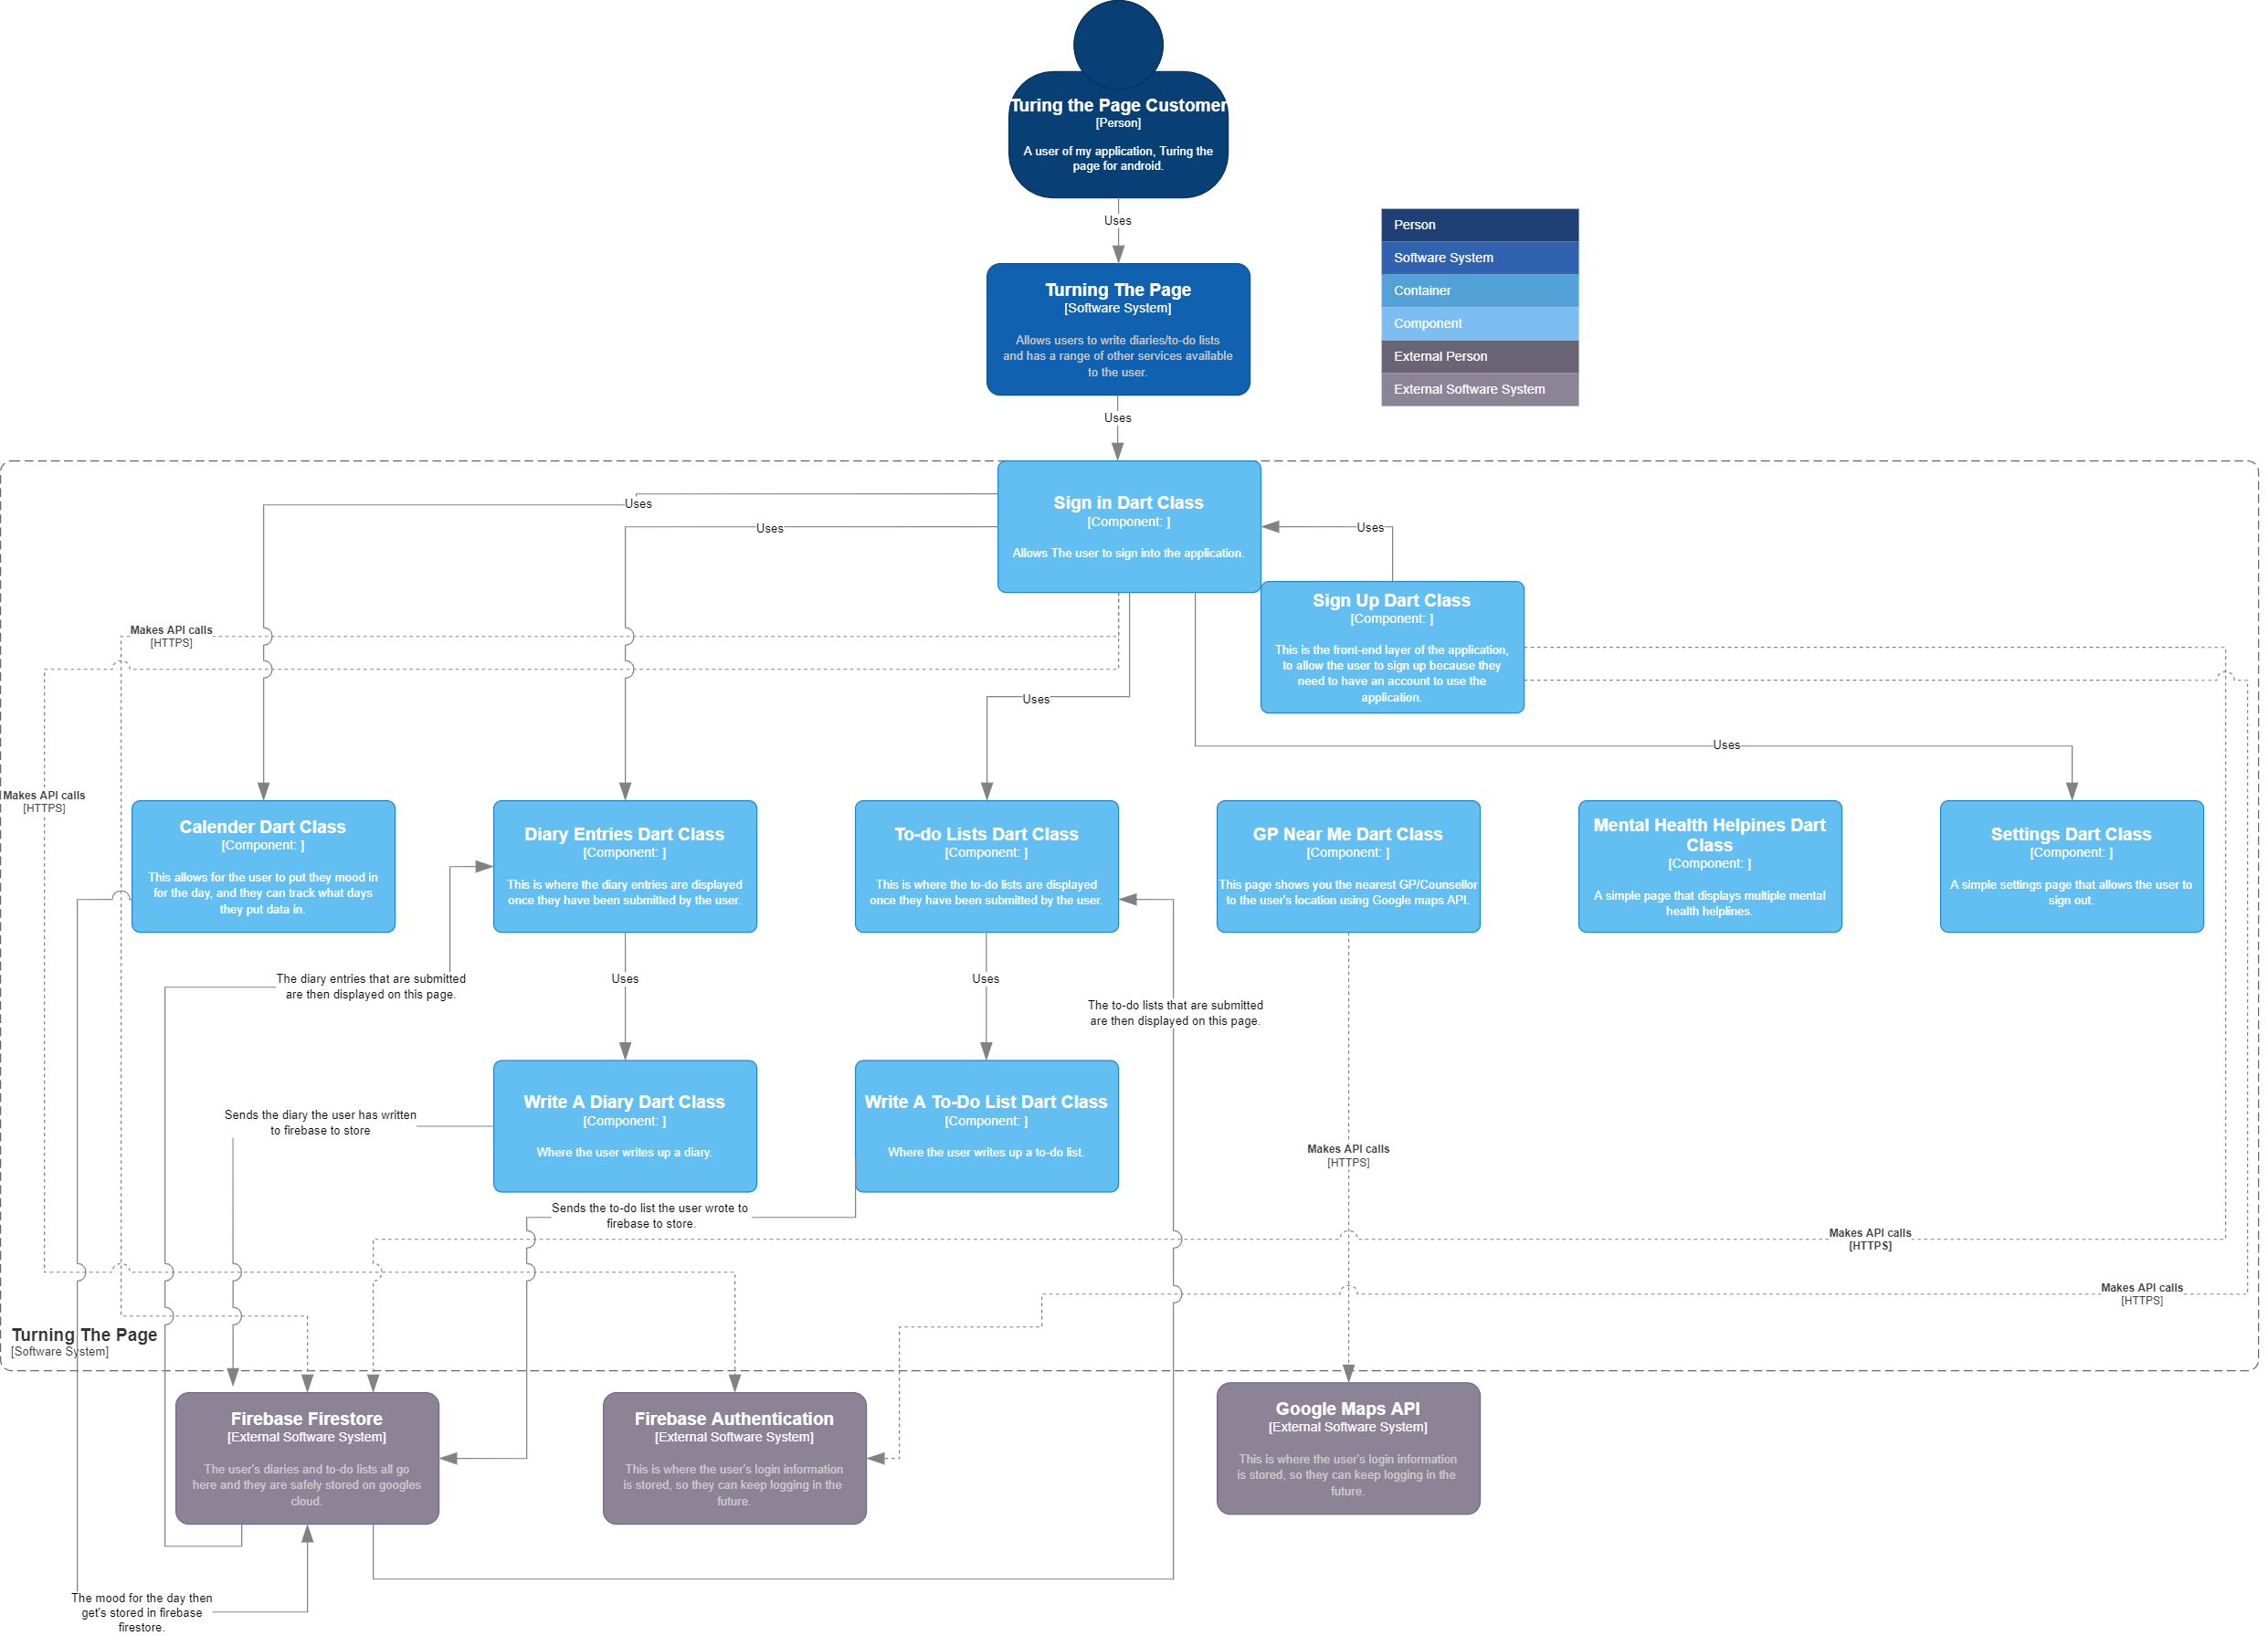 Turing the Page Customer
[Person]
A user of my application, Turing the
page for android.
Uses
Person
Software System
Container
Component
External Person
External Software System
Turning The Page
[Software System]
Allows users to write diaries/to-do lists
and has a range of other services available
to the user.
Uses
Sign in Dart Class
[Component: ]
Allows The user to sign into the application.
Uses
Uses
Uses
Sign Up Dart Class
[Component: ]
This is the front-end layer of the application,
to allow the user to sign up because they
need to have an account to use the
application.
Makes API calls
[HTTPS]
Uses
Uses
Makes API calls
[HTTPS]
Calender Dart Class
[Component: ]
This allows for the user to put they mood in
for the day, and they can track what days
they put data in.
Diary Entries Dart Class
[Component: ]
This is where the diary entries are displayed
once they have been submitted by the user.
To-do Lists Dart Class
[Component: ]
This is where the to-do lists are displayed
once they have been submitted by the user.
GP Near Me Dart Class
[Component: ]
This page shows you the nearest GP/Counsellor
to the user's location using Google maps API.
Mental Health Helpines Dart
Class
[Component: ]
A simple page that displays multiple mental
health helplines.
Settings Dart Class
[Component: ]
A simple settings page that allows the user to
sign out.
The diary entries that are submitted
are then displayed on this page.
Uses
Uses
The to-do lists that are submitted
are then displayed on this page.
Write A Diary Dart Class
[Component: ]
Where the user writes up a diary.
Write A To-Do List Dart Class
[Component: ]
Where the user writes up a to-do list.
Sends the diary the user has written
to firebase to store
Makes API calls
[HTTPS]
Sends the to-do list the user wrote to
firebase to store.
Makes API calls
[HTTPS]
Makes API calls
[HTTPS]
Turning The Page
[Software System]
Firebase Firestore
[External Software System]
The user's diaries and to-do lists all go
here and they are safely stored on googles
cloud.
Firebase Authentication
[External Software System]
This is where the user's login information
is stored, so they can keep logging in the
future.
Google Maps API
[External Software System]
This is where the user's login information
is stored, so they can keep logging in the
future.
The mood for the day then
get's stored in firebase
firestore.